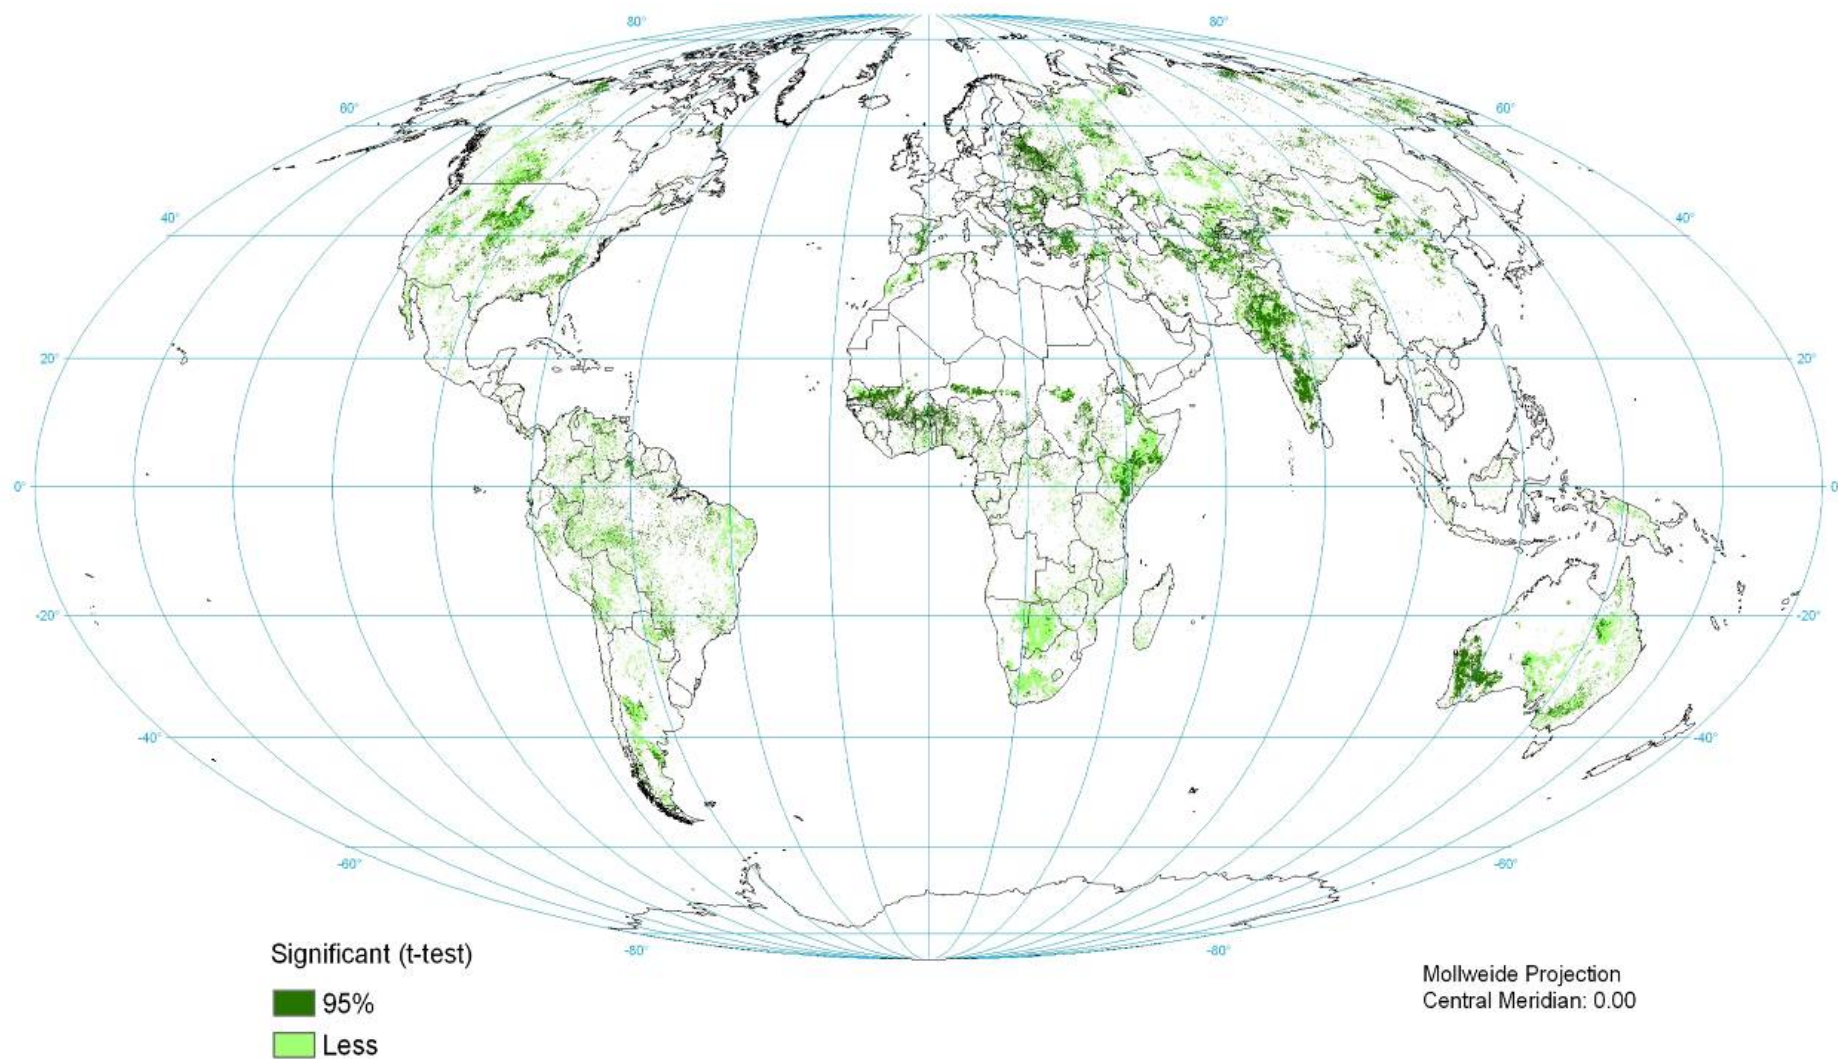 80° 80°
60° 60°
40° 40°
20° 20°
0° 0
-20° -20°
-40° -40°
-60° -60°
-80° -80°
Significant (t-test)
95%
Less
Mollweide Projection
Central Meridian: 0.00